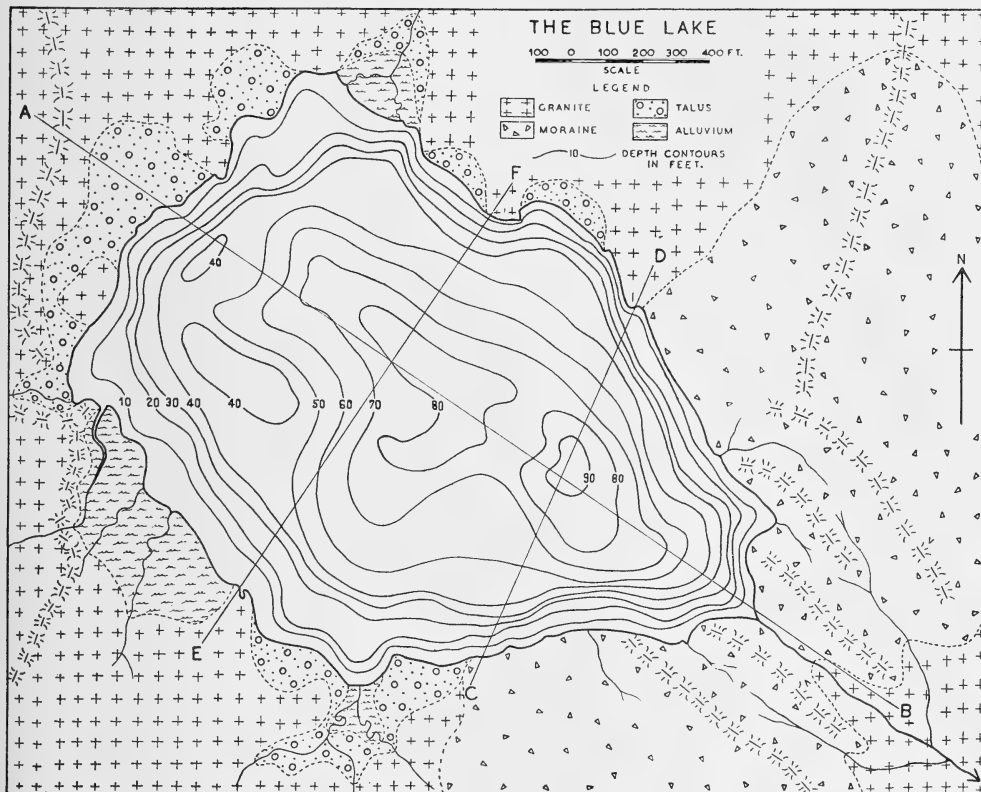 THE BLUE LAKE
100 0 100 200 300 400 FT.
SCALE
LEGEND
GRANITE TALUS
MORAINE ALLUVIUM
10 DEPTH CONTOURS
IN FEET.
A
F
D
N
40
10 20 30 40 40 50 60 70 80
90 80
E
C
B